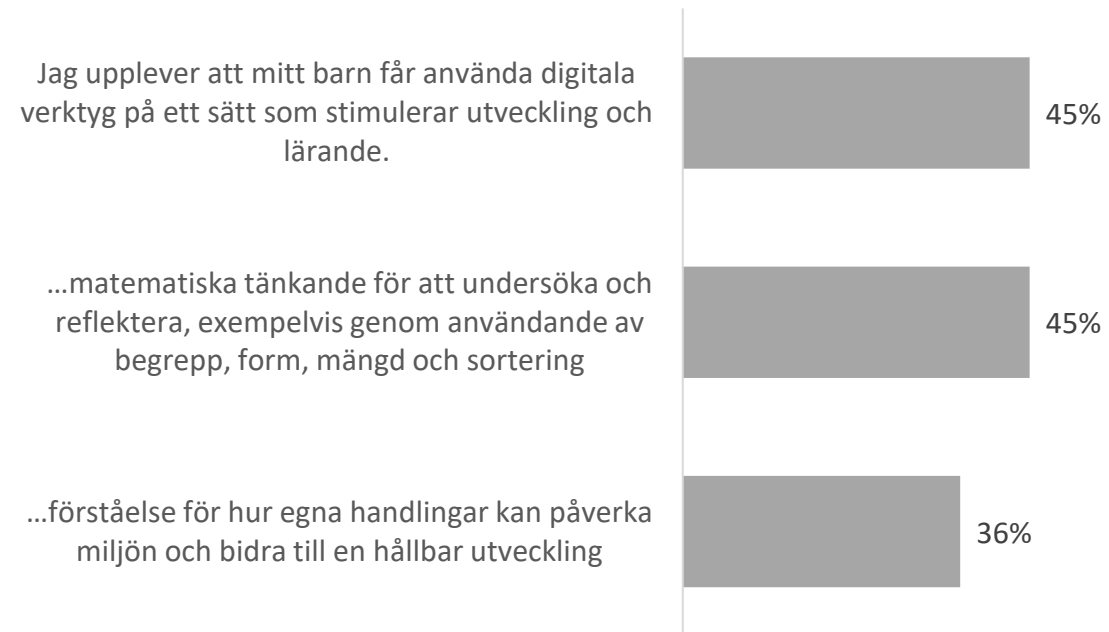 Jag upplever att mitt barn får använda digitala
verktyg på ett sätt som stimulerar utveckling och
lärande.
45%
…matematiska tänkande för att undersöka och
reflektera, exempelvis genom användande av
begrepp, form, mängd och sortering
45%
…förståelse för hur egna handlingar kan påverka
miljön och bidra till en hållbar utveckling
36%